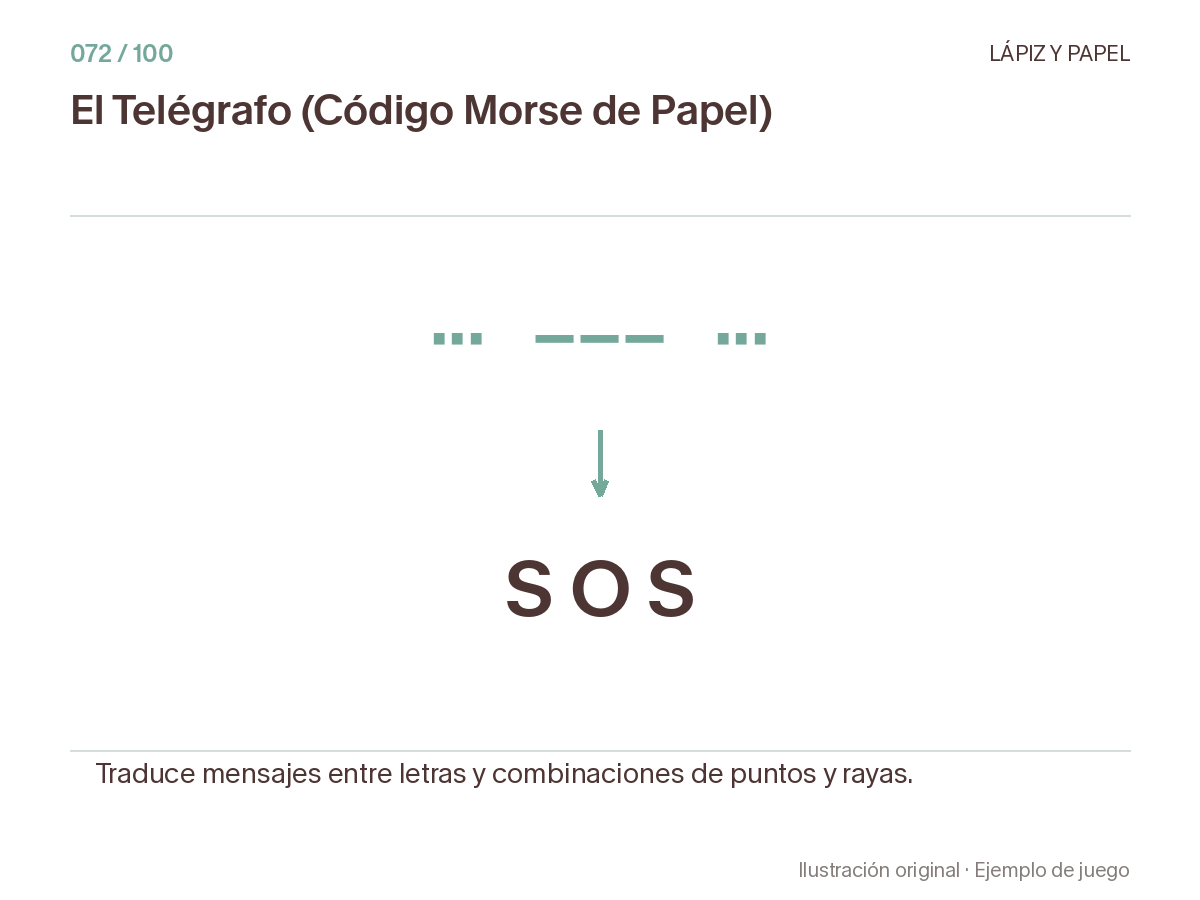 072 / 100
LÁPIZ Y PAPEL
El Telégrafo (Código Morse de Papel)
SOS
Traduce mensajes entre letras y combinaciones de puntos y rayas.
Ilustración original · Ejemplo de juego